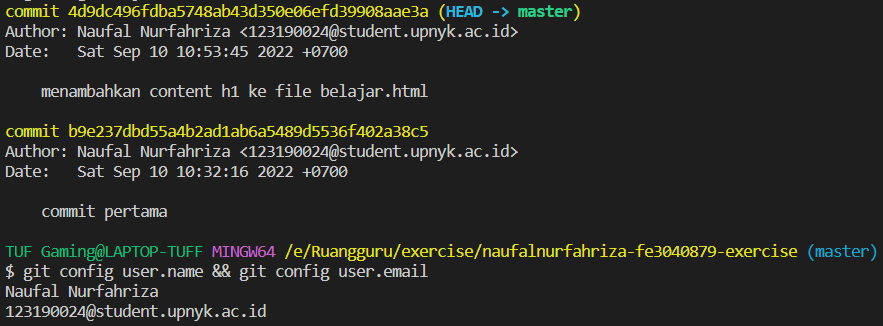 commit 4d9dc496fdba5748ab43d350e06efd39908aae3a (HEAD -> master)
Author: Naufal Nurfahriza <123190024@student.upnyk.ac.id>
Date:   Sat Sep 10 10:53:45 2022 +0700
menambahkan content h1 ke file belajar.html
commit b9e237dbd55a4b2ad1ab6a5489d5536f402a38c5
Author: Naufal Nurfahriza <123190024@student.upnyk.ac.id>
Date:   Sat Sep 10 10:32:16 2022 +0700
commit pertama
TUF Gaming@LAPTOP-TUFF MINGW64 /e/Ruangguru/exercise/naufalnurfahriza-fe3040879-exercise (master)
$ git config user.name && git config user.email
Naufal Nurfahriza
123190024@student.upnyk.ac.id